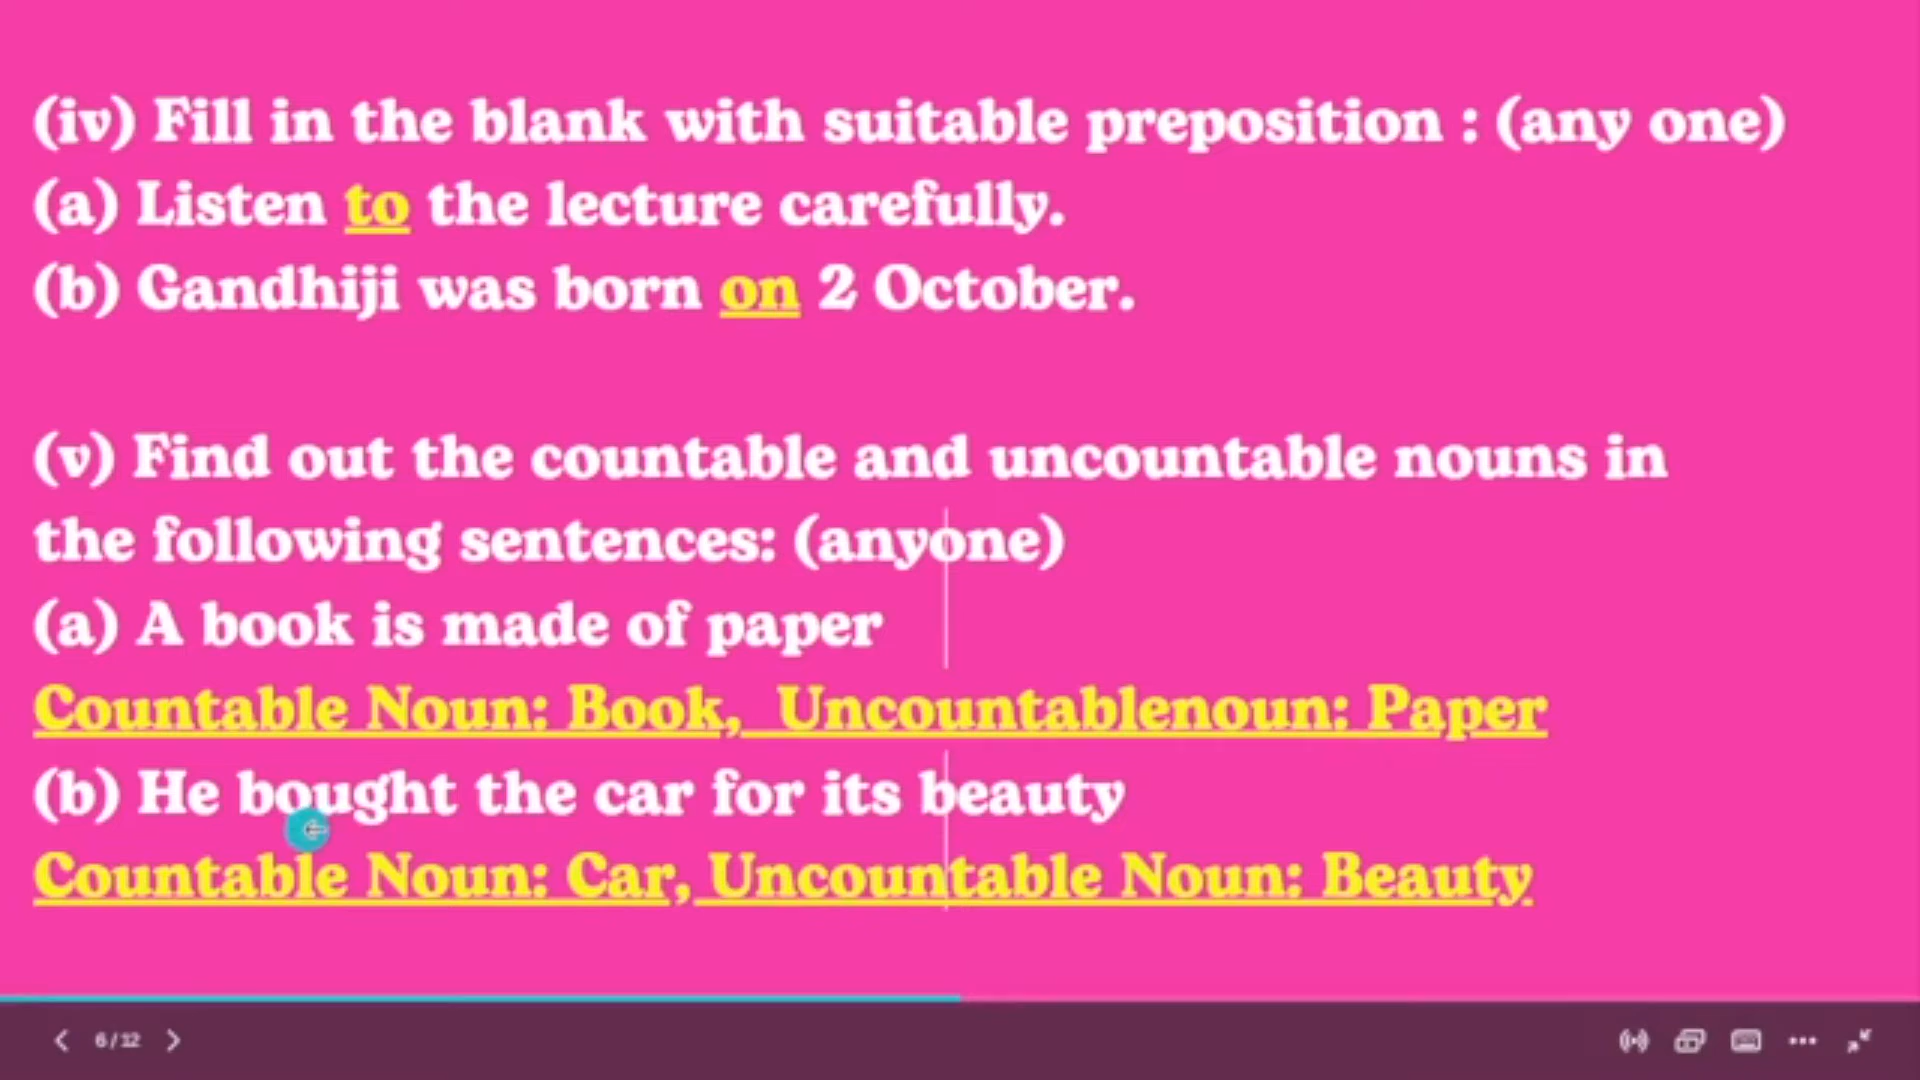 (iv) Fill in the blank with suitable preposition : (any one)
(a) Listen to the lecture carefully.
(b) Gandhiji was born on 2 October.
(v) Find out the countable and uncountable nouns in
the following sentences: (anyone)
(a) A book is made of paper
Countable Noun: Book,  Uncountablenoun: Paper
(b) He bought the car for its beauty
Countable Noun: Car, Uncountable Noun: Beauty
6/12